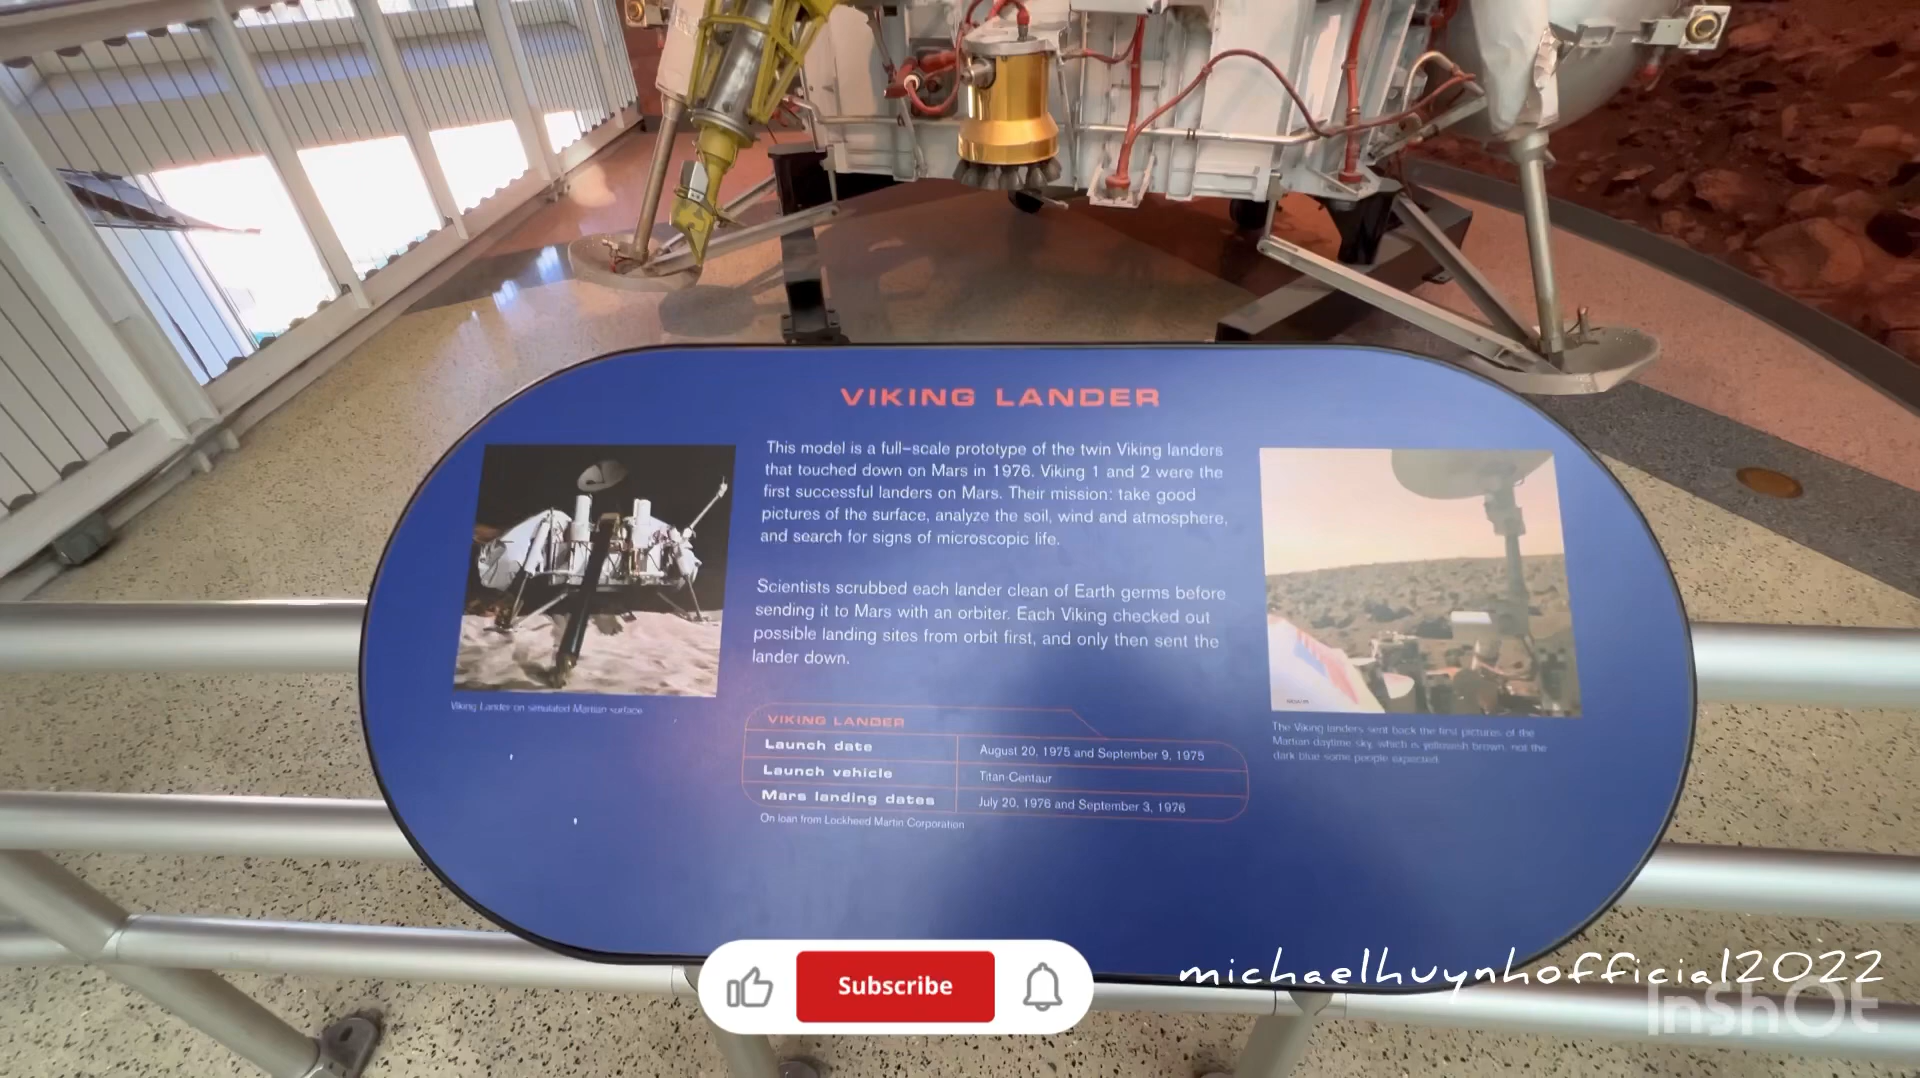 VIKING LANDER
This model is a full-scale prototype of the twin Viking landers
that touched down on Mars in 1976. Viking 1 and 2 were the
first successful landers on Mars. Their mission: take good
pictures of the surface, analyze the soil, wind and atmosphere,
and search for signs of microscopic life.
Scientists scrubbed each lander clean of Earth germs before
sending it to Mars with an orbiter. Each Viking checked out
possible landing sites from orbit first, and only then sent the
lander down.
Viking Lander on simulated Martian surface
The Viking landers sent back the first pictures of the
Martian daytime sky, which is yellowish brown, not the
dark blue some people expected.
VIKING LANDER
Launch date August 20, 1975 and September 9, 1975
Launch vehicle Titan-Centaur
Mars landing dates July 20, 1976 and September 3, 1976
On loan from Lockheed Martin Corporation
Subscribe
michaelhuynhofficial2022
InShOt